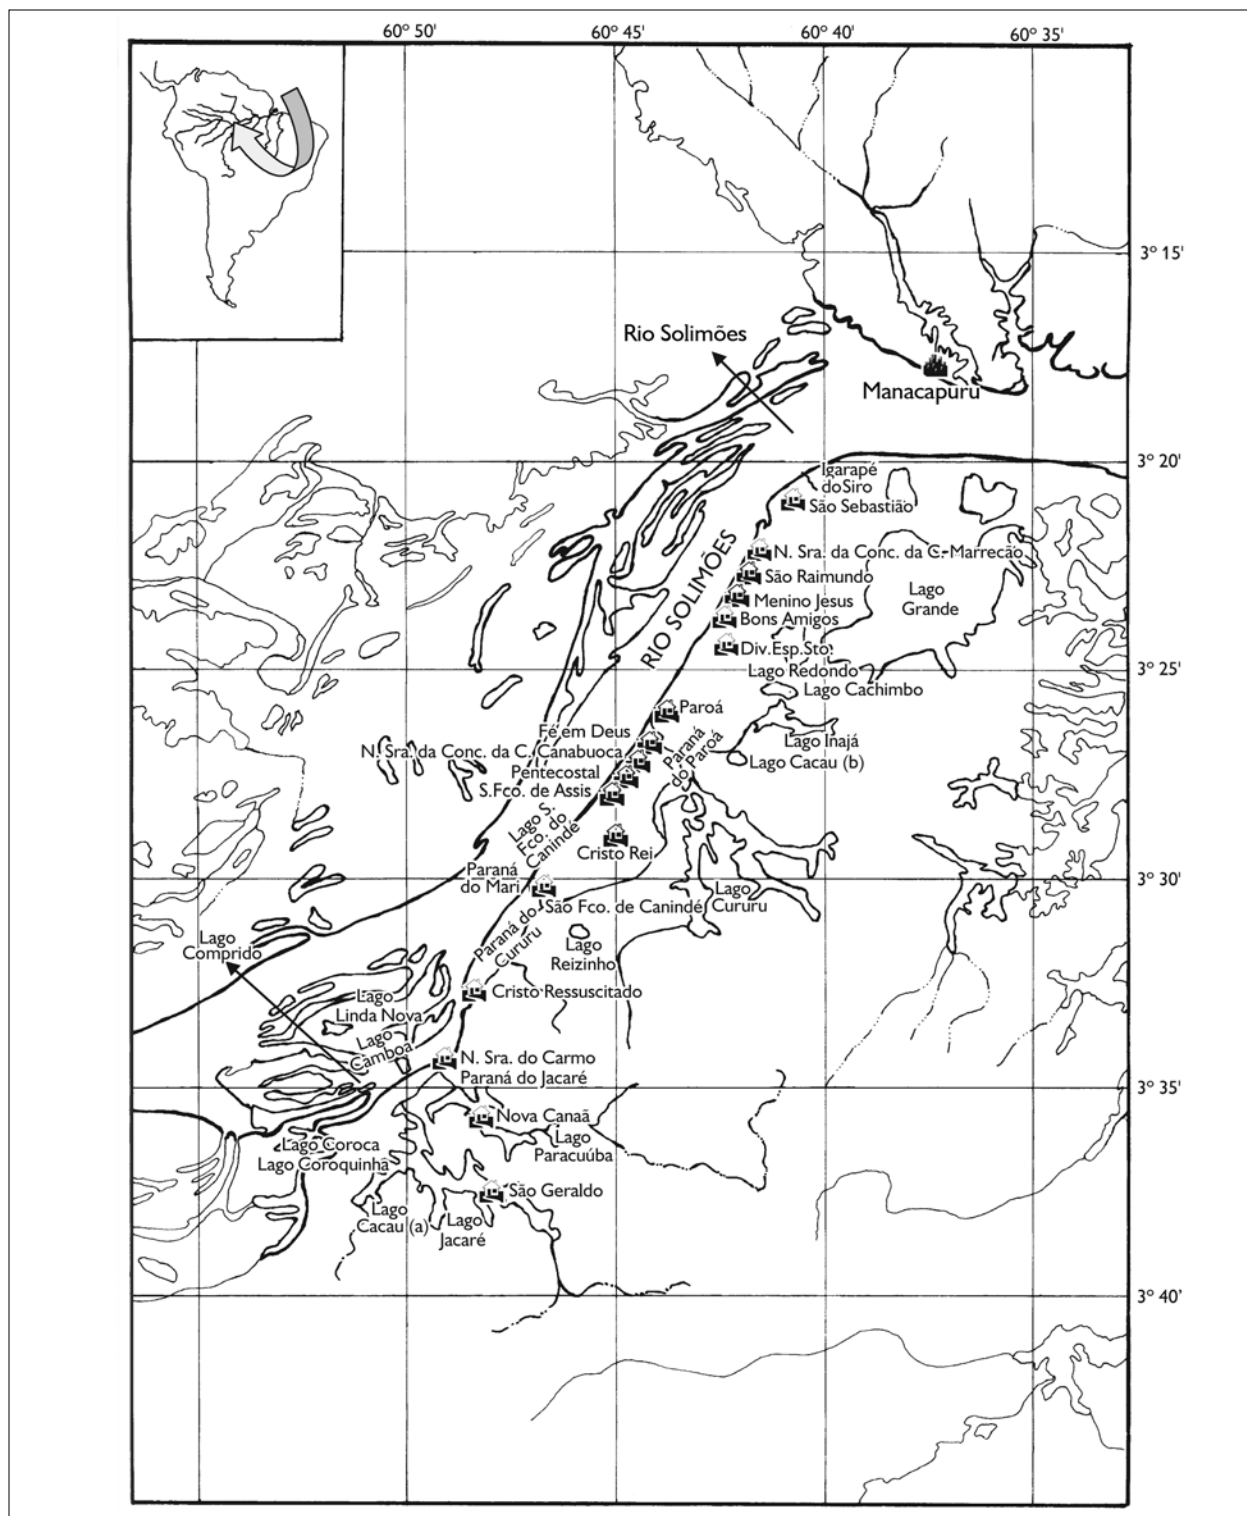 60° 50'
60° 45'
60° 40'
60° 35'
3° 15'
Rio Solimões
Manacapuru
3° 20'
Igarapé
do Siro
São Sebastião
RIO SOLIMÕES
N. Sra. da Conc. da C.-Marrecão
São Raimundo
Menino Jesus
Bons Amigos
Lago
Grande
Div. Esp. Sto.
3° 25'
Lago Redondo
Lago Cachimbo
Paroá
Fé em Deus
N. Sra. da Conc. da C. Canabuoca
Pentecostal
S.Fco. de Assis
Paraná
do Paroá
Lago Inajá
Lago Cacau (b)
Lago S.
Fco. do
Canindé
Cristo Rei
Paraná
do Mari
3° 30'
São Fco. de Canindé
Lago
Cururu
Paraná do
Cururu
Lago
Reizinho
Lago
Comprido
Cristo Ressuscitado
Lago
Linda Nova
Lago
Camboa
N. Sra. do Carmo
Paraná do Jacaré
3° 35'
Nova Canaã
Lago
Paracuúba
Lago Coroca
Lago Coroquinha
São Geraldo
Lago
Cacau (a)
Lago
Jacaré
3° 40'